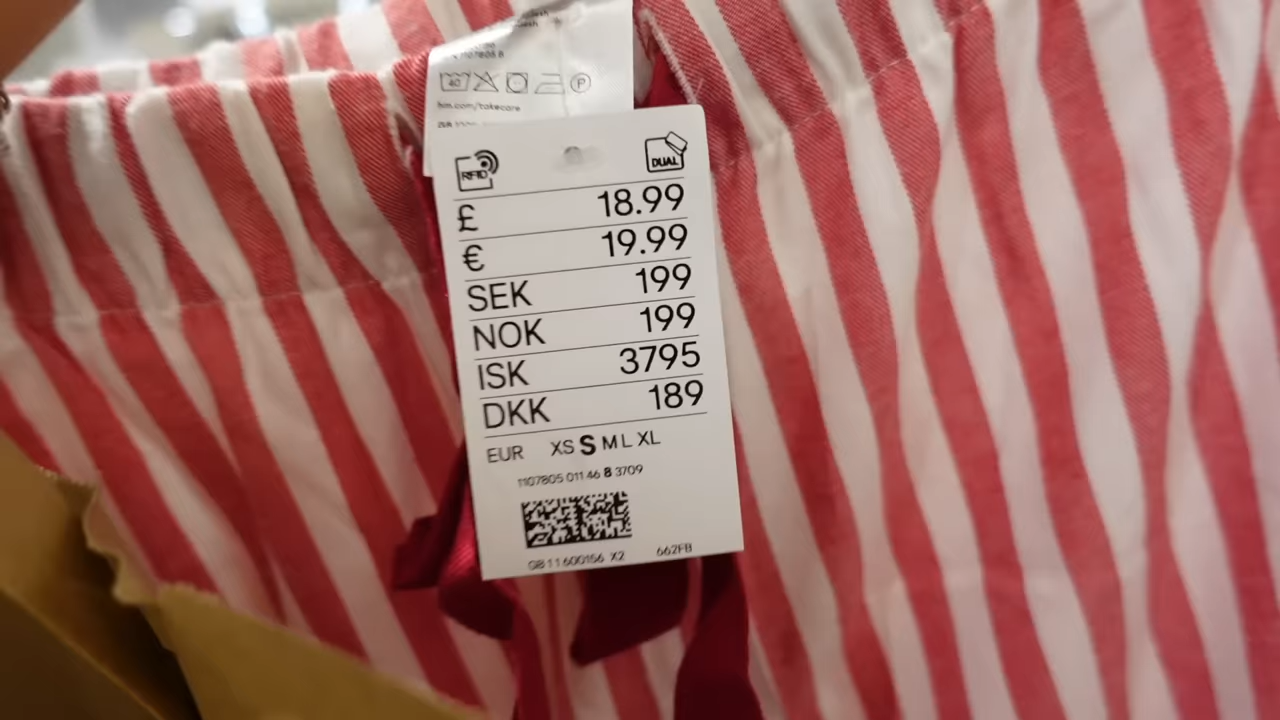 hm.com/takecare
RFID
DUAL
£ 18.99
€ 19.99
SEK 199
NOK 199
ISK 3795
DKK 189
EUR XS S M L XL
1107805 011 46 8 3709
GB 11 600156 X2 662FB